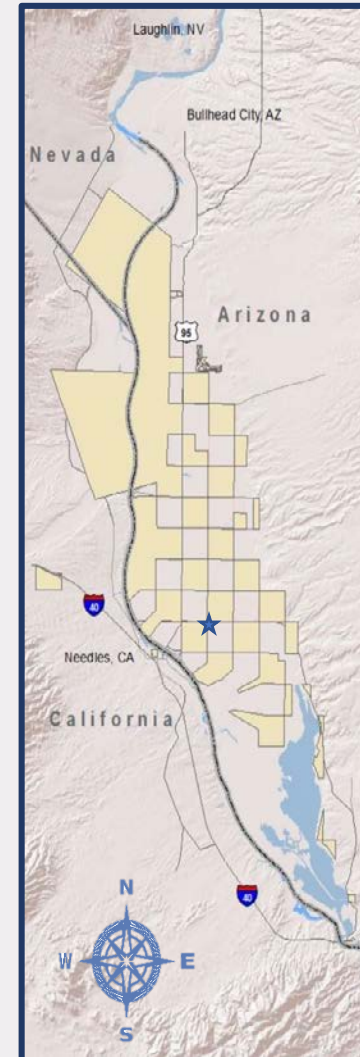 Laughlin, NV
Bullhead City, AZ
Nevada
Arizona
95
40
Needles, CA
California
40
N
W E
S